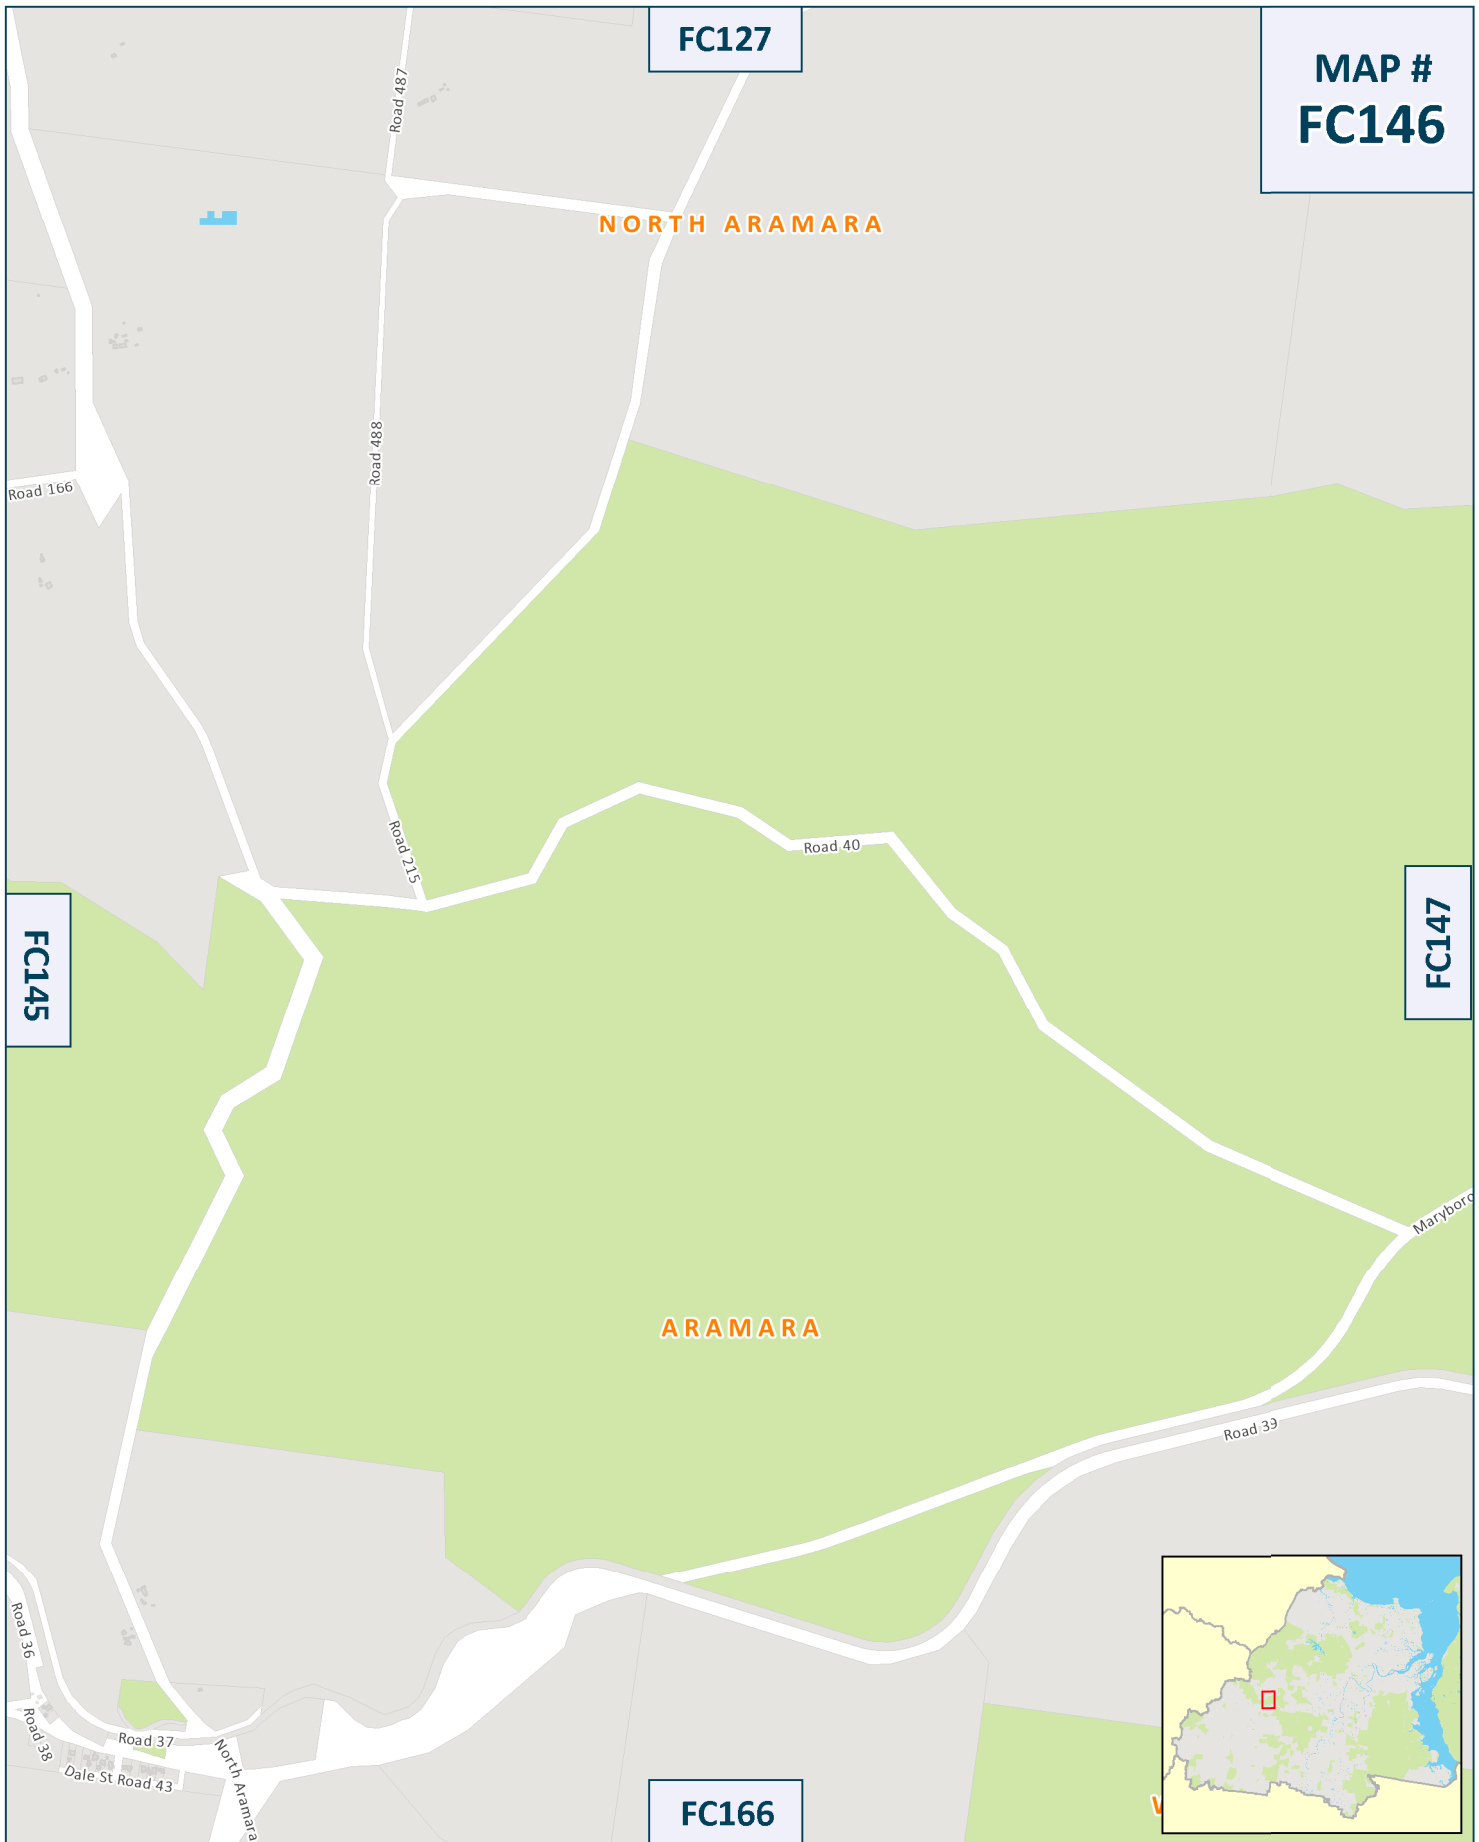 FC127
MAP #
FC146
Road 487
NORTH ARAMARA
Road 488
Road 166
Road 215
Road 40
FC145
FC147
Maryboro
ARAMARA
Road 39
Road 36
Road 38
Road 37
Dale St Road 43
North Aramara
FC166